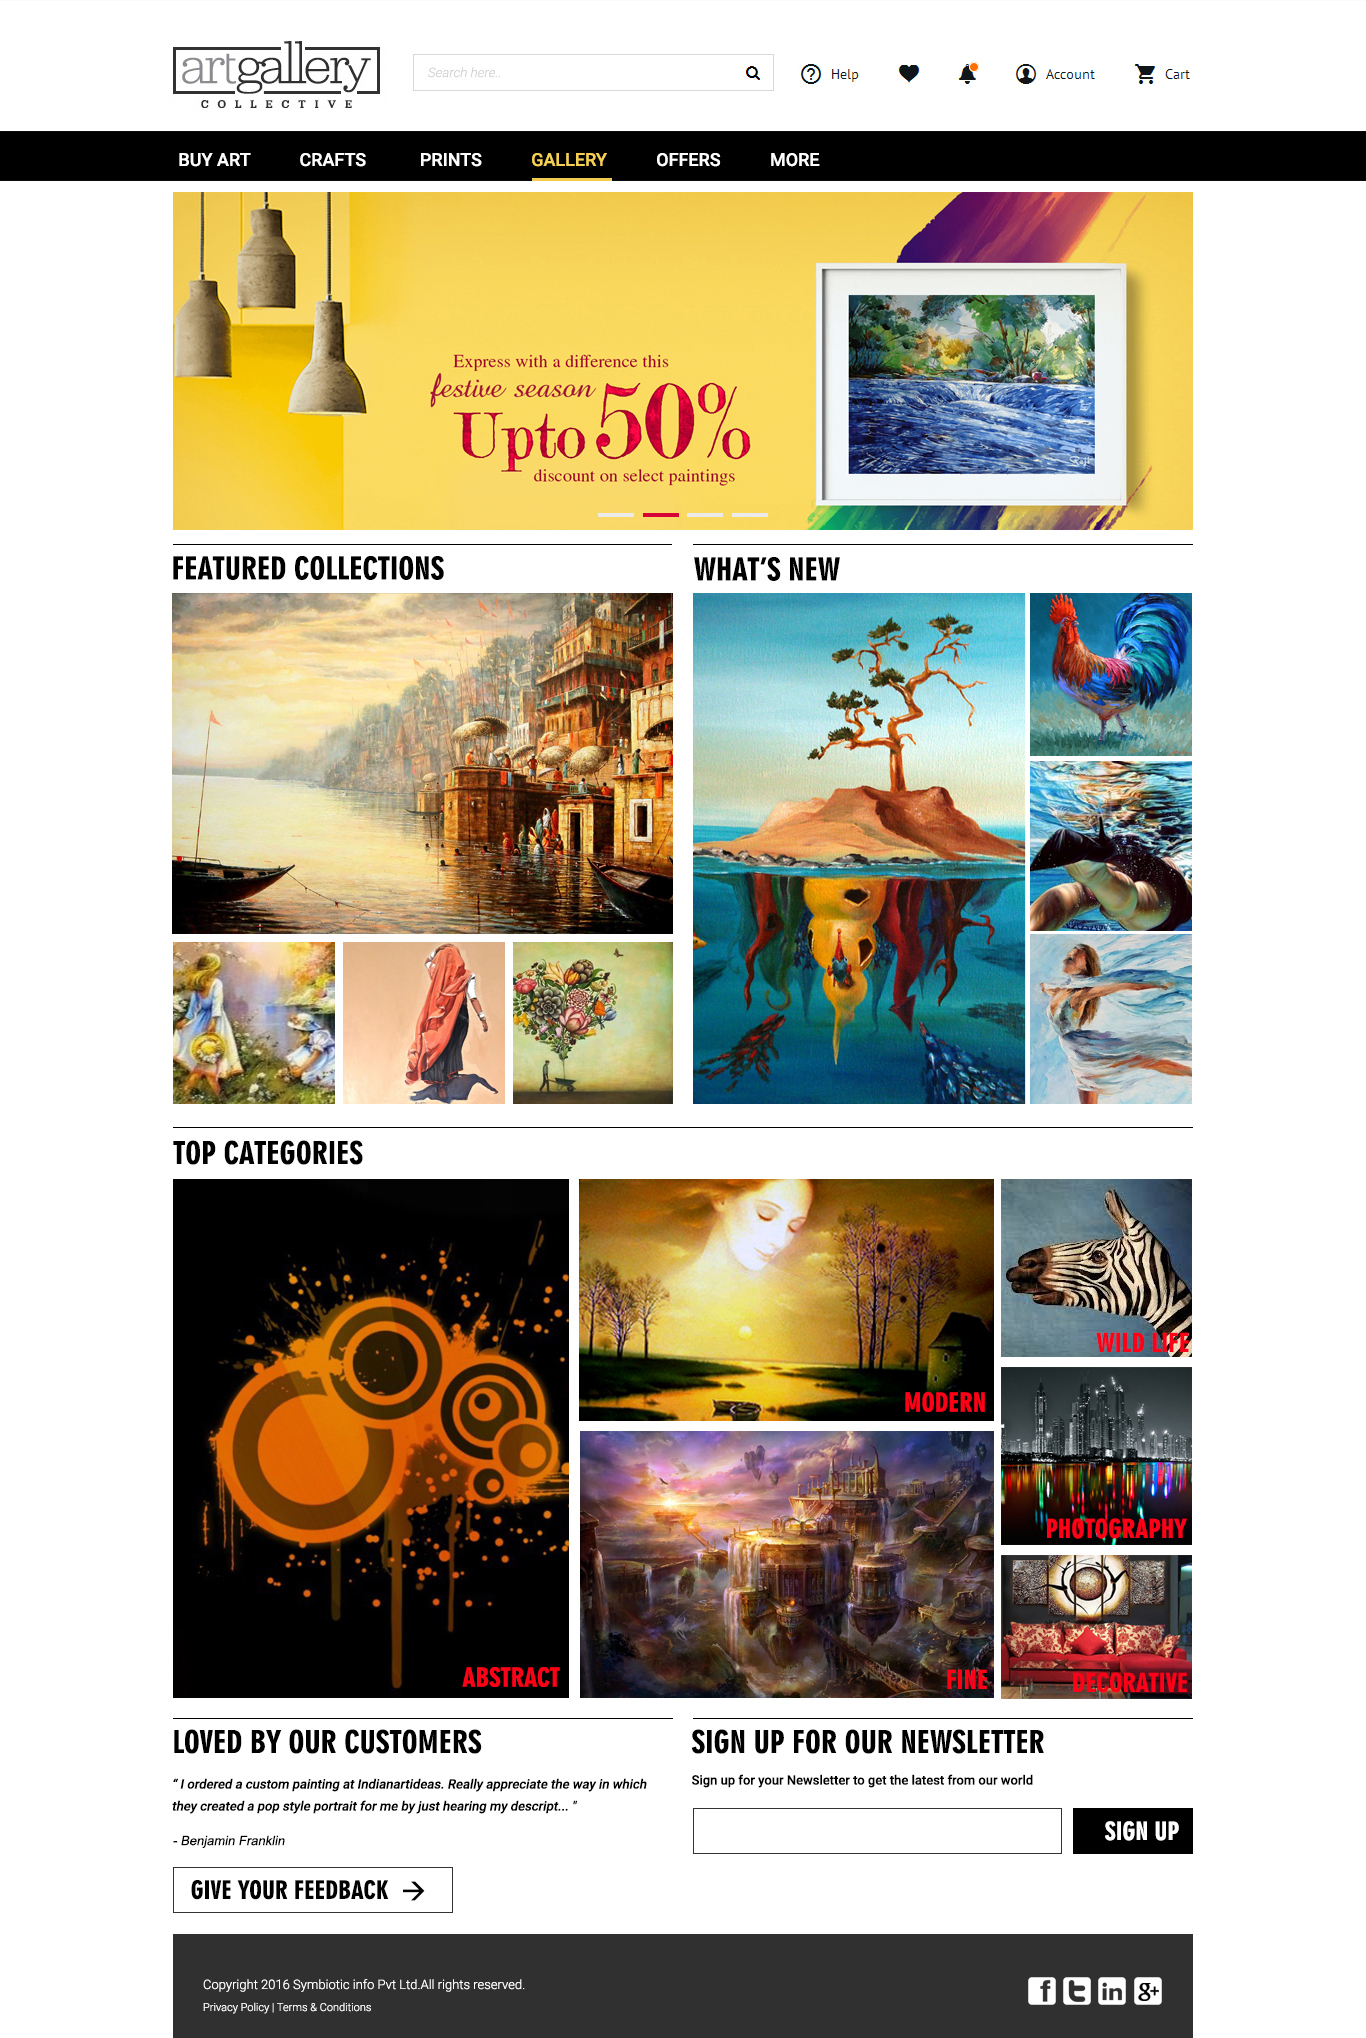 artgallery
COLLECTIVE
Search here..
Help
Account
Cart
BUY ART
CRAFTS
PRINTS
GALLERY
OFFERS
MORE
Express with a difference this
festive season
Upto 50%
discount on select paintings
FEATURED COLLECTIONS
WHAT'S NEW
TOP CATEGORIES
WILD LIFE
MODERN
PHOTOGRAPHY
ABSTRACT
FINE
DECORATIVE
LOVED BY OUR CUSTOMERS
“ I ordered a custom painting at Indianartideas. Really appreciate the way in which
they created a pop style portrait for me by just hearing my descript... "
- Benjamin Franklin
GIVE YOUR FEEDBACK
SIGN UP FOR OUR NEWSLETTER
Sign up for your Newsletter to get the latest from our world
SIGN UP
Copyright 2016 Symbiotic info Pvt Ltd.All rights reserved.
Privacy Policy | Terms & Conditions
f t in g+